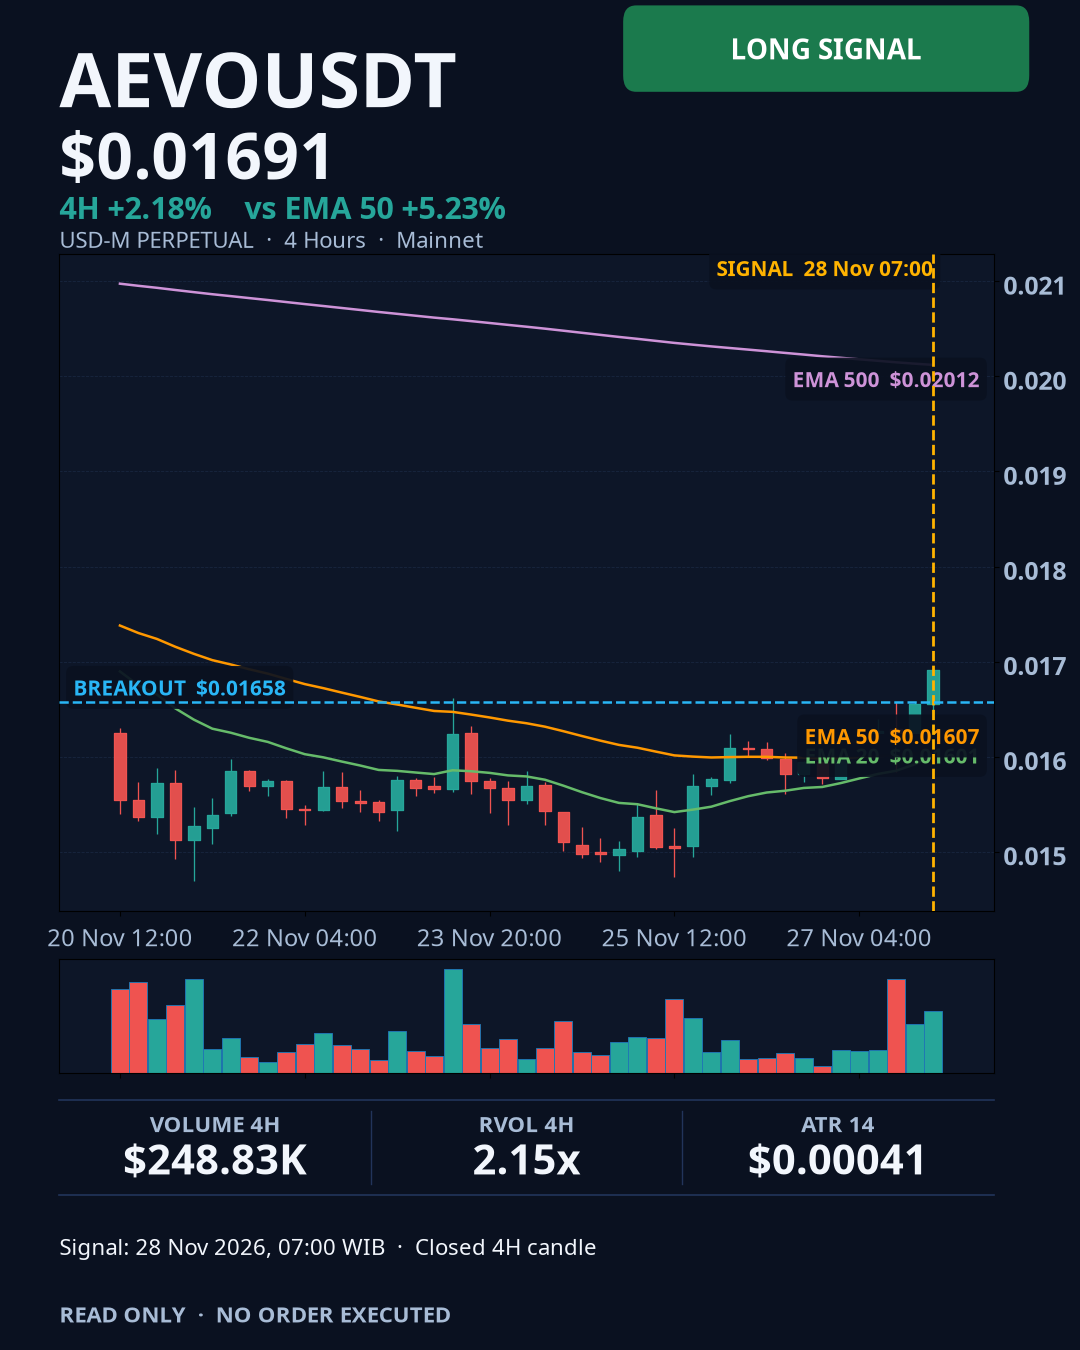 LONG SIGNAL
AEVOUSDT
$0.01691
4H +2.18% vs EMA 50 +5.23%
USD-M PERPETUAL · 4 Hours · Mainnet
SIGNAL 28 Nov 07:00
0.021
EMA 500 $0.02012
0.020
0.019
0.018
0.017
BREAKOUT $0.01658
EMA 50 $0.01607
EMA 20 $0.01601
0.016
0.015
20 Nov 12:00 22 Nov 04:00 23 Nov 20:00 25 Nov 12:00 27 Nov 04:00
VOLUME 4H RVOL 4H ATR 14
$248.83K 2.15x $0.00041
Signal: 28 Nov 2026, 07:00 WIB · Closed 4H candle
READ ONLY · NO ORDER EXECUTED